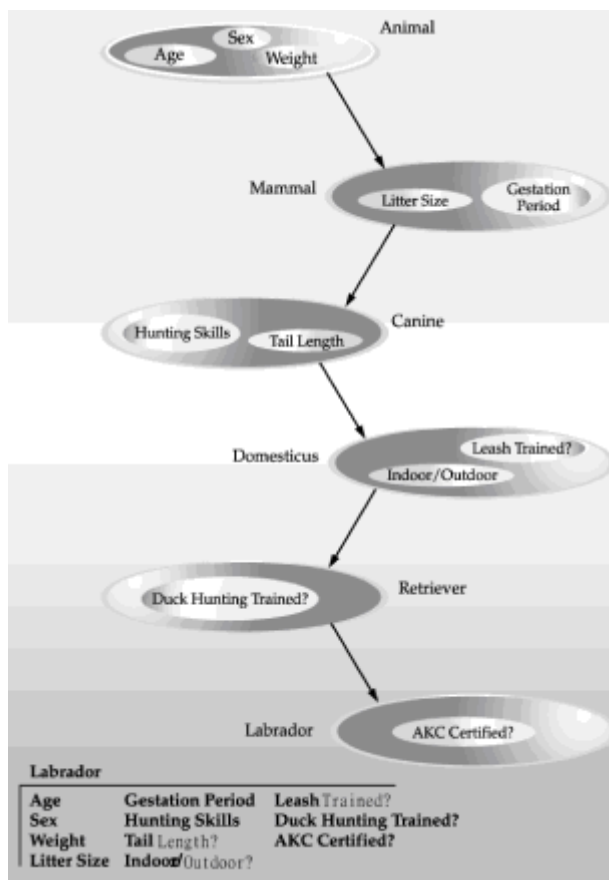 Animal
Sex
Age
Weight
Mammal
Litter Size
Gestation
Period
Canine
Hunting Skills
Tail Length
Domesticus
Leash Trained?
Indoor/Outdoor
Retriever
Duck Hunting Trained?
Labrador
AKC Certified?
Labrador
Age Gestation Period Leash Trained?
Sex Hunting Skills Duck Hunting Trained?
Weight Tail Length? AKC Certified?
Litter Size Indoor/Outdoor?